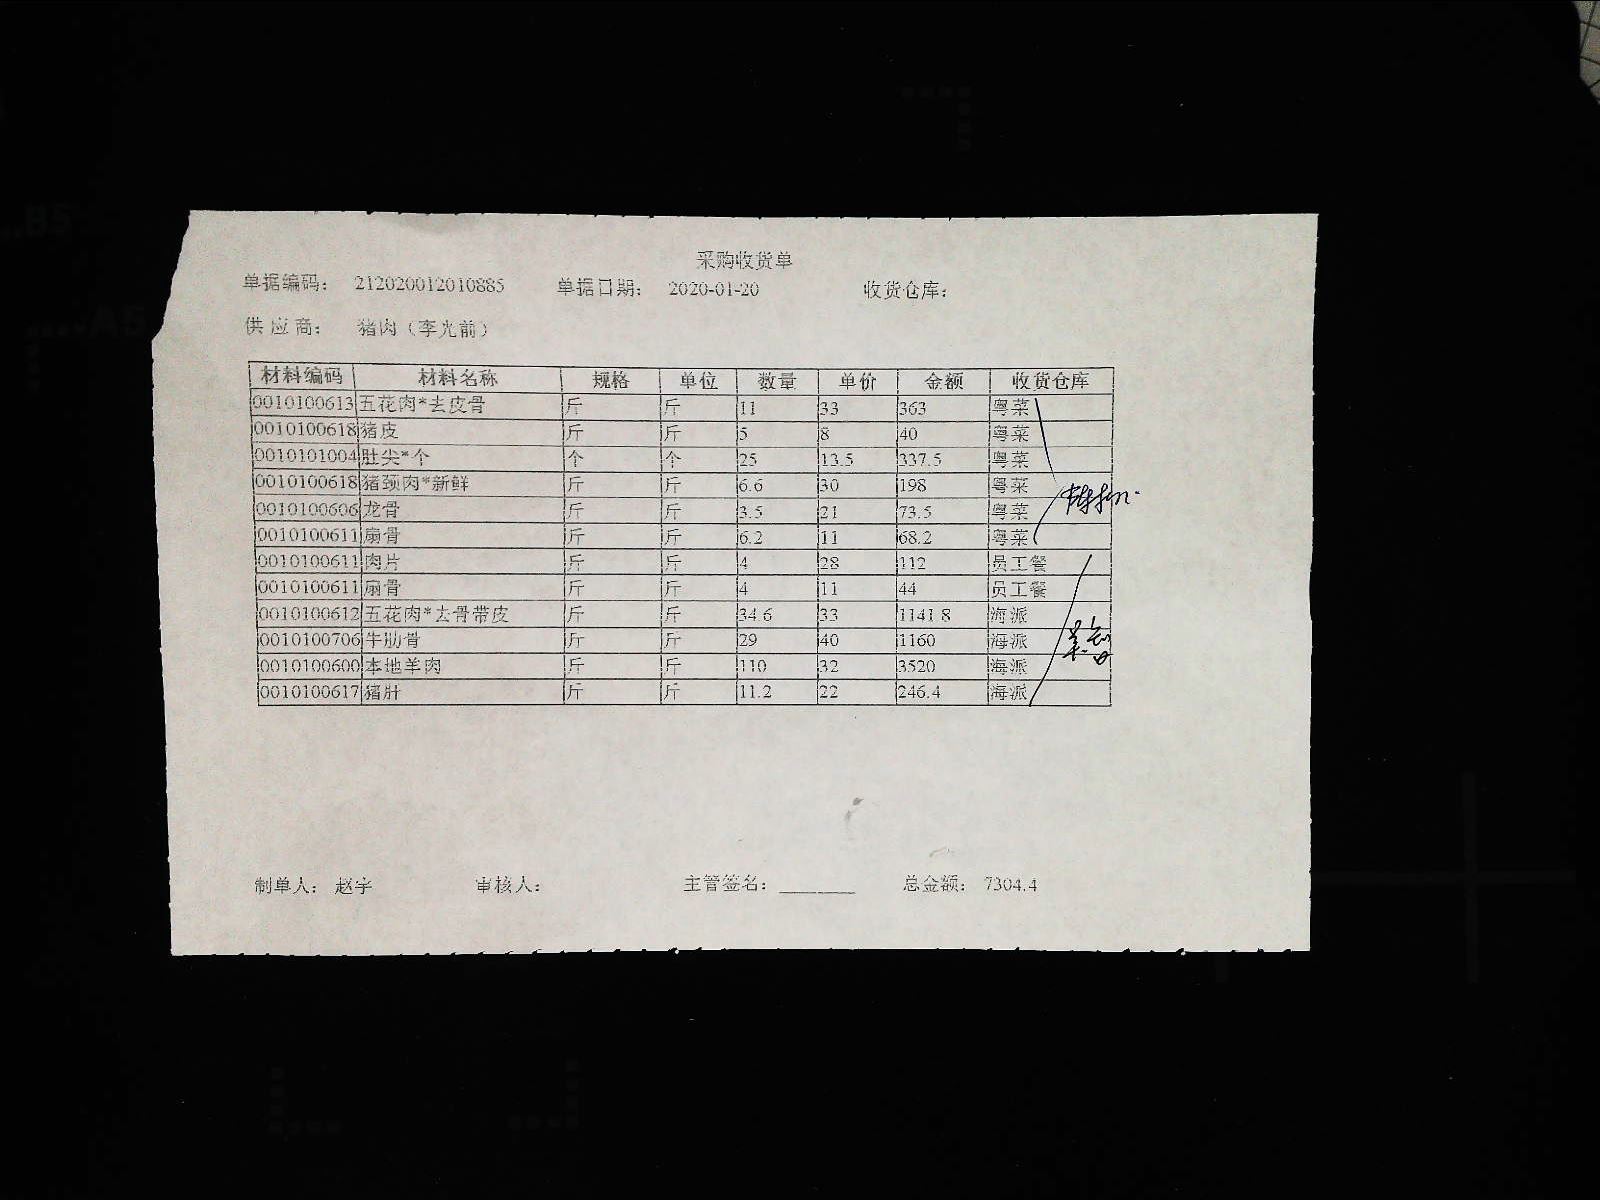 采购收货单
单据编码： 212020012010885 单据日期： 2020-01-20 收货仓库：
供应商： 猪肉（李光前）
材料编码 材料名称 规格 单位 数量 单价 金额 收货仓库
0010100613 五花肉*去皮骨 斤 斤 11 33 363 粤菜
0010100618 猪皮 斤 斤 5 8 40 粤菜
0010101004 肚尖*个 个 个 25 13.5 337.5 粤菜
0010100618 猪颈肉*新鲜 斤 斤 6.6 30 198 粤菜
0010100606 龙骨 斤 斤 3.5 21 73.5 粤菜
0010100611 扇骨 斤 斤 6.2 11 68.2 粤菜
0010100611 肉片 斤 斤 4 28 112 员工餐
0010100611 扇骨 斤 斤 4 11 44 员工餐
0010100612 五花肉*去骨带皮 斤 斤 34.6 33 1141.8 海派
0010100706 牛肋骨 斤 斤 29 40 1160 海派
0010100600 本地羊肉 斤 斤 110 32 3520 海派
0010100617 猪肝 斤 斤 11.2 22 246.4 海派
制单人： 赵宇 审核人： 主管签名： 总金额： 7304.4